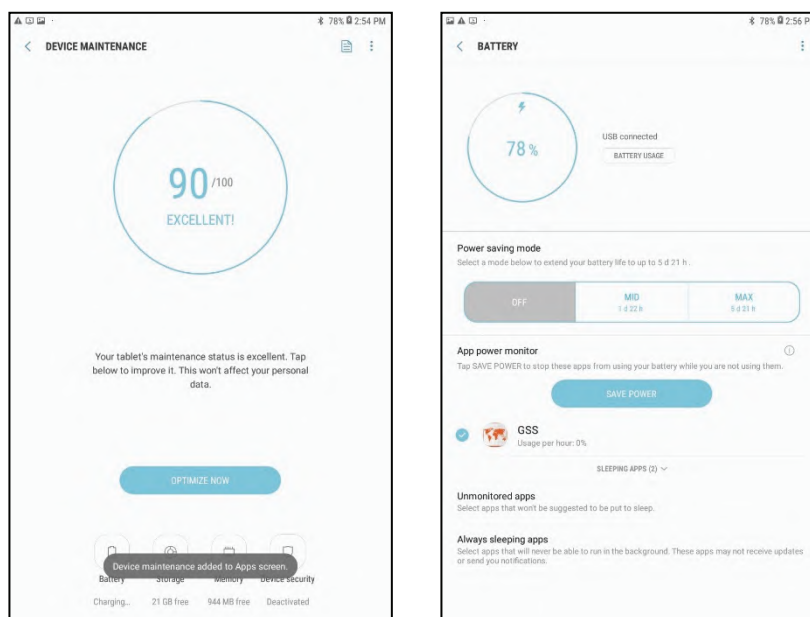 78% 2:54 PM
DEVICE MAINTENANCE
90 /100
EXCELLENT!
Your tablet's maintenance status is excellent. Tap
below to improve it. This won't affect your personal
data.
OPTIMIZE NOW
Device maintenance added to Apps screen.
Battery Storage Memory Device security
Charging... 21 GB free 944 MB free Deactivated
78% 2:56 P
BATTERY
78%
USB connected
BATTERY USAGE
Power saving mode
Select a mode below to extend your battery life to up to 5 d 21 h .
OFF MID MAX
1 d 22 h 5 d 21 h
App power monitor
Tap SAVE POWER to stop these apps from using your battery while you are not using them.
SAVE POWER
GSS
Usage per hour: 0%
SLEEPING APPS (2)
Unmonitored apps
Select apps that won't be suggested to be put to sleep.
Always sleeping apps
Select apps that will never be able to run in the background. These apps may not receive updates
or send you notifications.